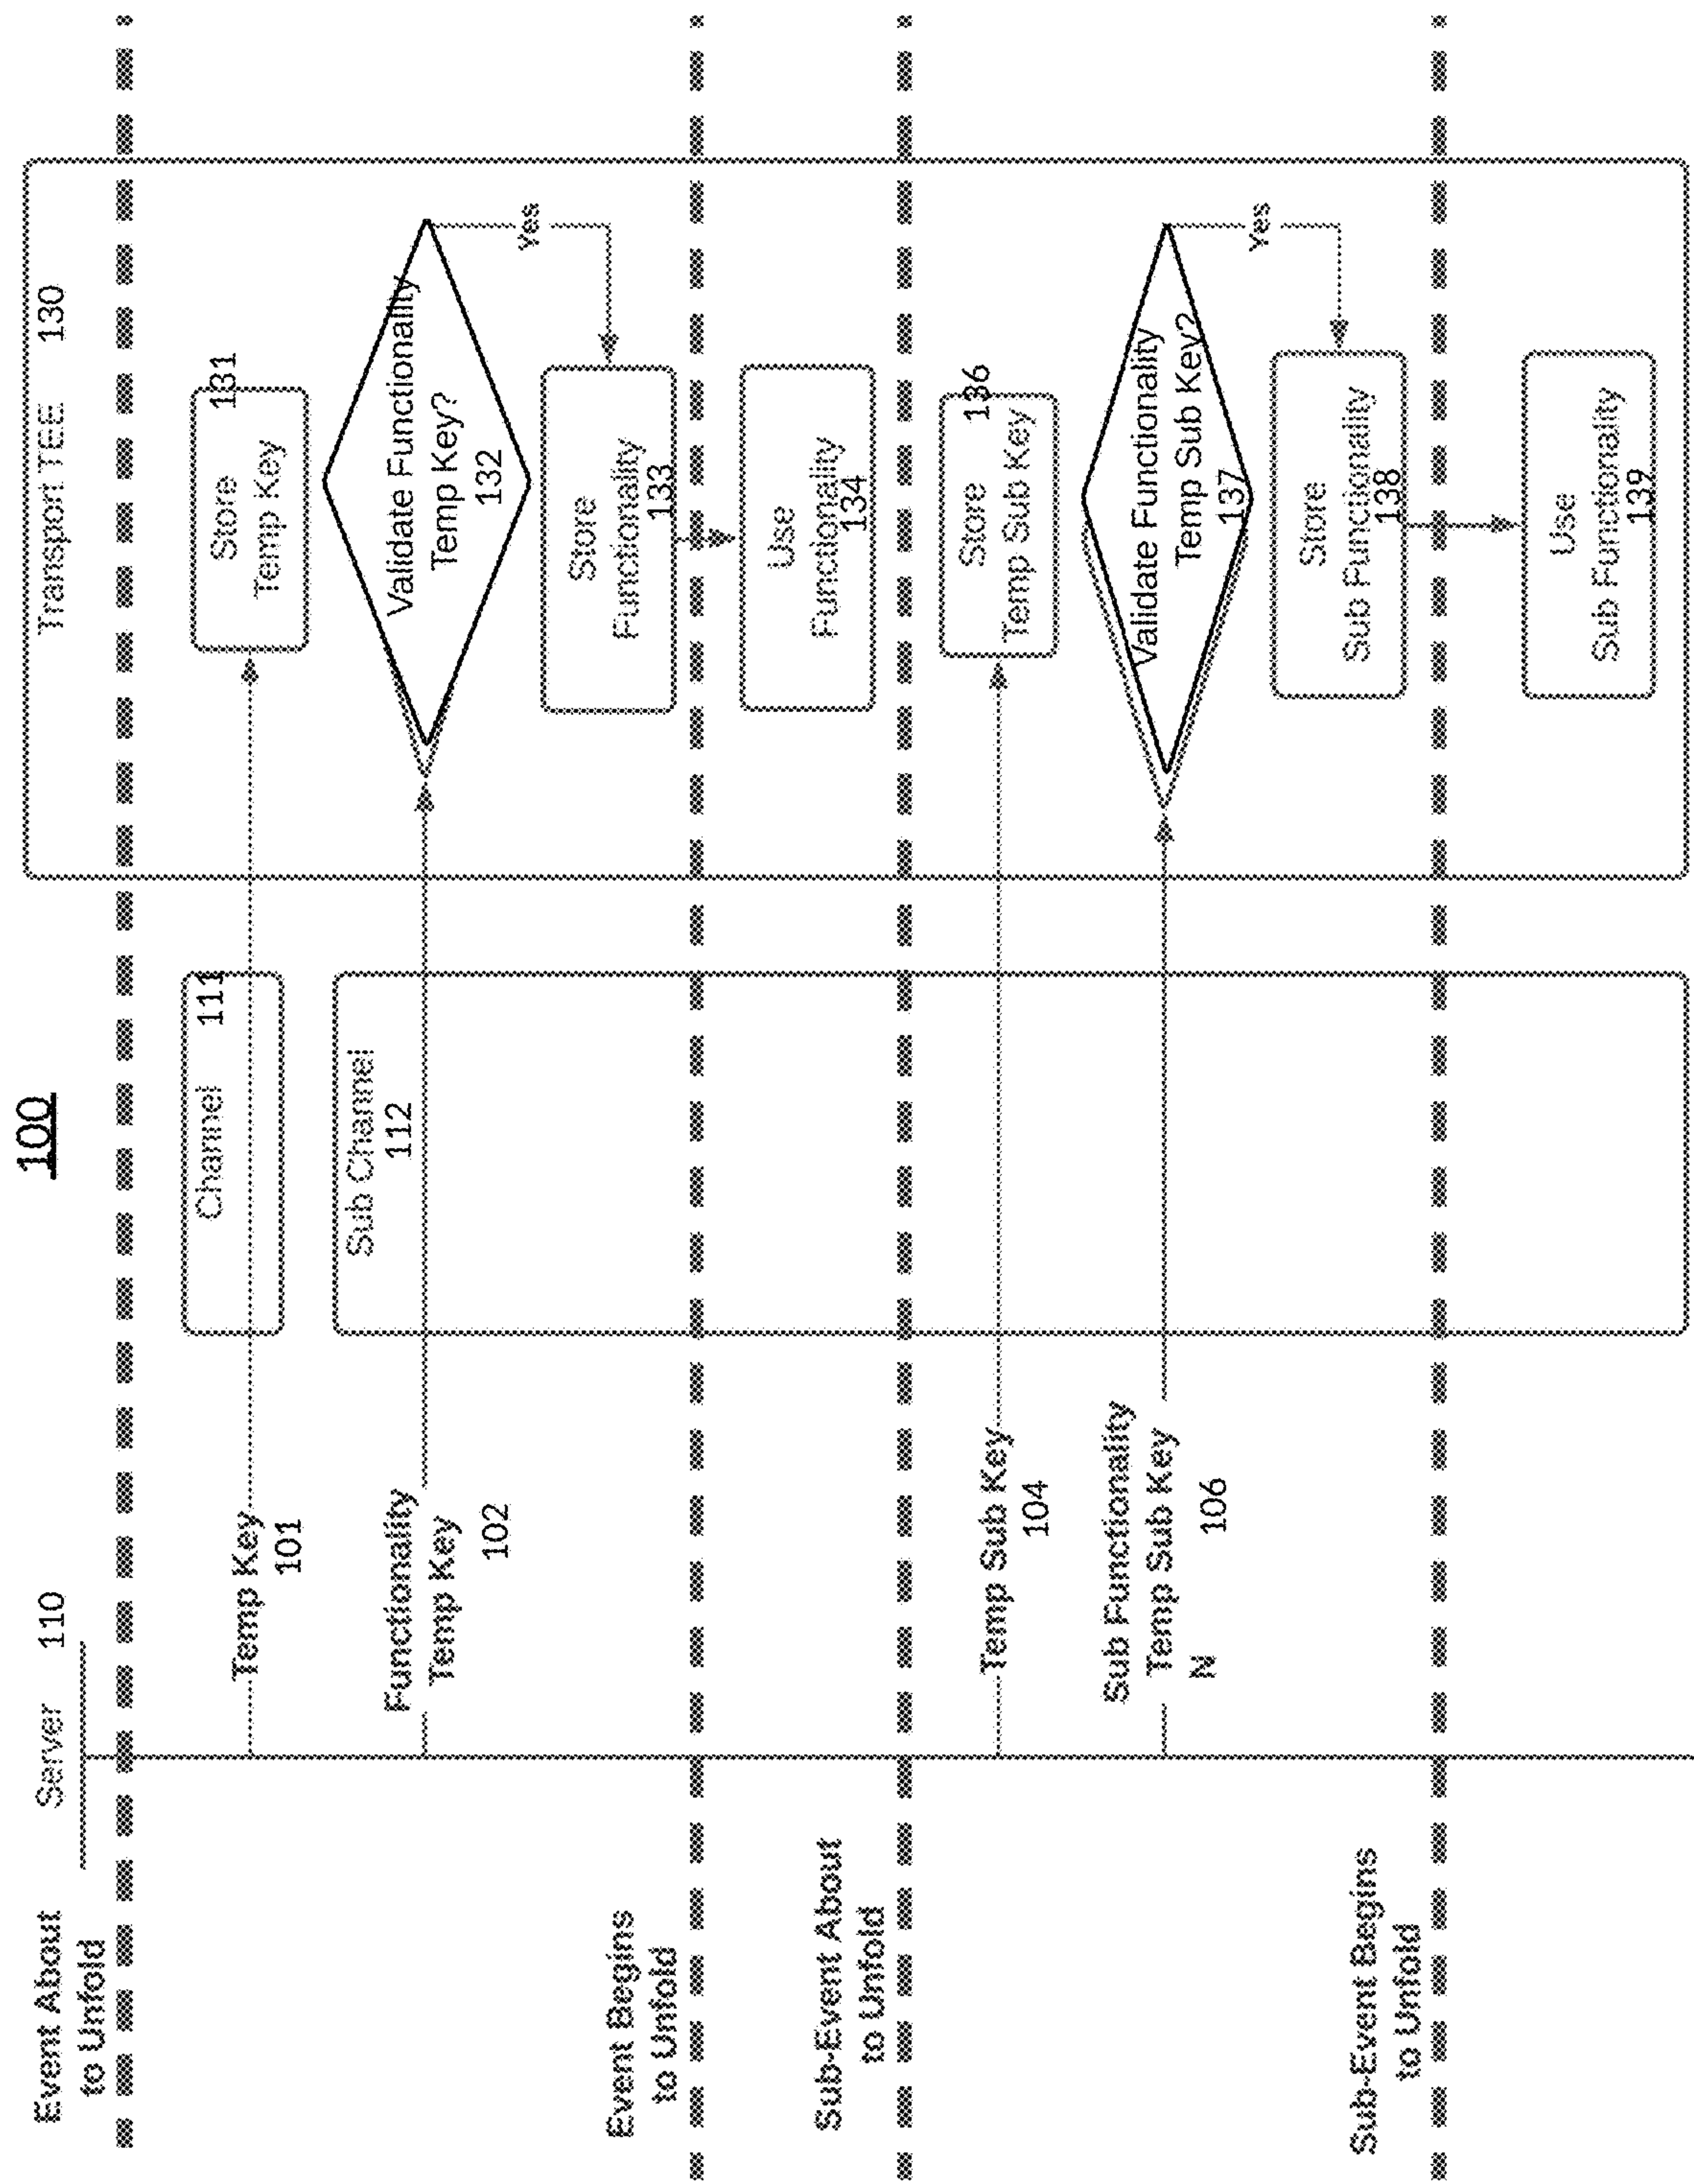 100
Event About
to Unfold
Server 110
Transport TEE 130
Channel 111
Temp Key
101
Store 131
Temp Key
Sub Channel
112
Functionality
Temp Key
102
Validate Functionality
Temp Key?
132
Yes
Store
Functionality
133
Event Begins
to Unfold
Use
Functionality
134
Sub-Event About
to Unfold
Temp Sub Key
104
Store 136
Temp Sub Key
Sub Functionality
Temp Sub Key
N 106
Validate Functionality
Temp Sub Key?
137
Yes
Store
Sub Functionality
138
Sub-Event Begins
to Unfold
Use
Sub Functionality
139